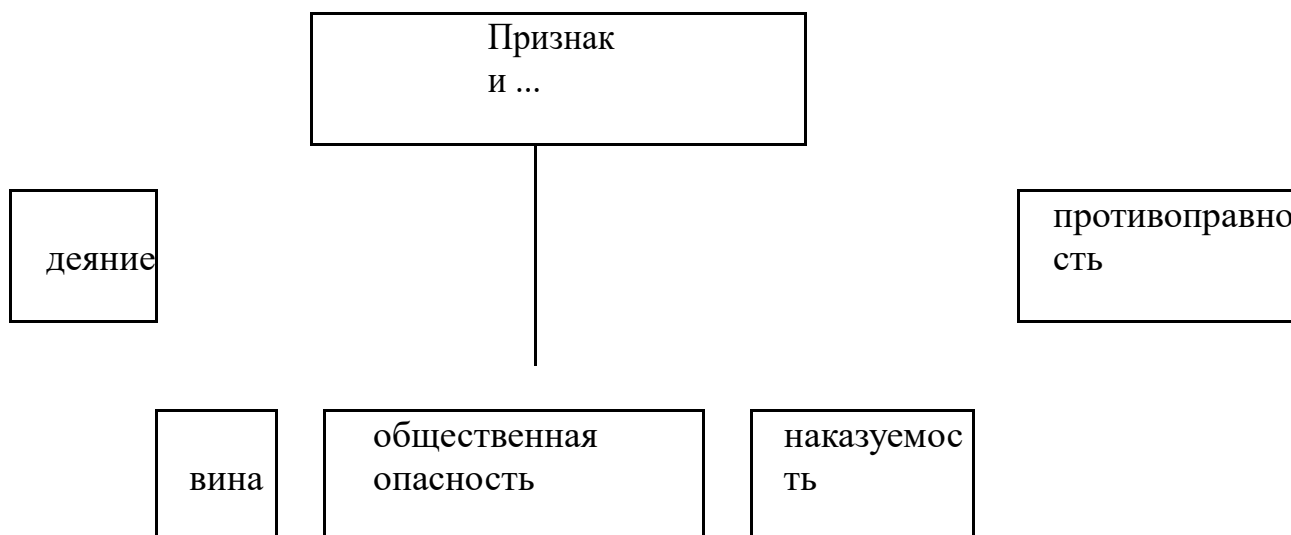 Признак
и ...
деяние
противоправно
сть
вина
общественная
опасность
наказуемос
ть